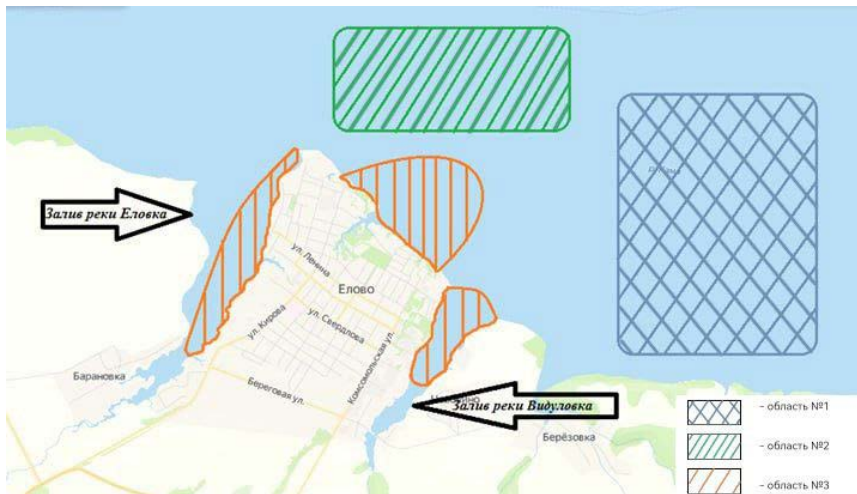 р. Кама
Залив реки Еловка
ул. Ленина
Елово
ул. Кирова
ул. Свердлова
Барановка
Комсомольская ул.
Береговая ул.
Залив реки Видуловка
Берёзовка
- область №1
- область №2
- область №3